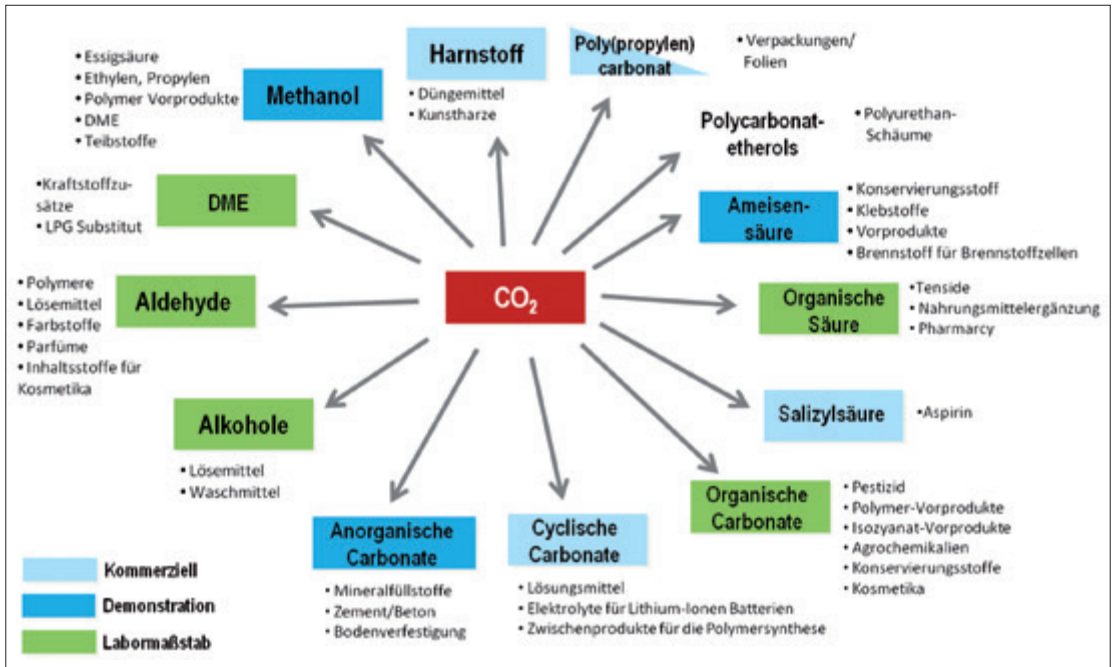 • Essigsäure
• Ethylen, Propylen
• Polymer Vorprodukte
• DME
• Teibstoffe
Methanol
Harnstoff
• Düngemittel
• Kunstharze
Poly(propylen)
carbonat
• Verpackungen/
Folien
Polycarbonat-
etherols
• Polyurethan-
Schäume
• Kraftstoffzu-
sätze
• LPG Substitut
DME
Ameisen-
säure
• Konservierungsstoff
• Klebstoffe
• Vorprodukte
• Brennstoff für Brennstoffzellen
• Polymere
• Lösemittel
• Farbstoffe
• Parfüme
• Inhaltsstoffe für
Kosmetika
Aldehyde
CO₂
Organische
Säure
• Tenside
• Nahrungsmittelergänzung
• Pharmarcy
Alkohole
• Lösemittel
• Waschmittel
Salizylsäure
• Aspirin
Anorganische
Carbonate
• Mineralfüllstoffe
• Zement/Beton
• Bodenverfestigung
Cyclische
Carbonate
• Lösungsmittel
• Elektrolyte für Lithium-Ionen Batterien
• Zwischenprodukte für die Polymersynthese
Organische
Carbonate
• Pestizid
• Polymer-Vorprodukte
• Isozyanat-Vorprodukte
• Agrochemikalien
• Konservierungsstoffe
• Kosmetika
Kommerziell
Demonstration
Labormaßstab